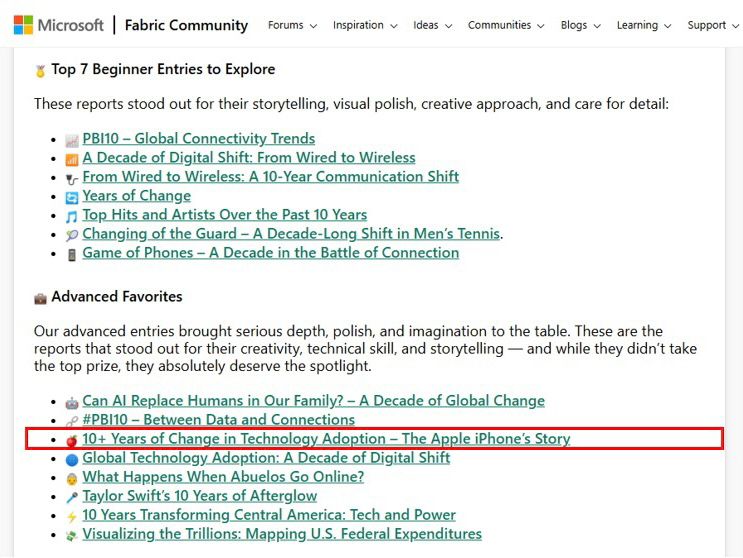 Microsoft | Fabric Community Forums Inspiration Ideas Communities Blogs Learning Support
Top 7 Beginner Entries to Explore
These reports stood out for their storytelling, visual polish, creative approach, and care for detail:
PBI10 – Global Connectivity Trends
A Decade of Digital Shift: From Wired to Wireless
From Wired to Wireless: A 10-Year Communication Shift
Years of Change
Top Hits and Artists Over the Past 10 Years
Changing of the Guard – A Decade-Long Shift in Men's Tennis.
Game of Phones – A Decade in the Battle of Connection
Advanced Favorites
Our advanced entries brought serious depth, polish, and imagination to the table. These are the
reports that stood out for their creativity, technical skill, and storytelling — and while they didn't take
the top prize, they absolutely deserve the spotlight.
Can AI Replace Humans in Our Family? – A Decade of Global Change
#PBI10 – Between Data and Connections
10+ Years of Change in Technology Adoption – The Apple iPhone's Story
Global Technology Adoption: A Decade of Digital Shift
What Happens When Abuelos Go Online?
Taylor Swift's 10 Years of Afterglow
10 Years Transforming Central America: Tech and Power
Visualizing the Trillions: Mapping U.S. Federal Expenditures